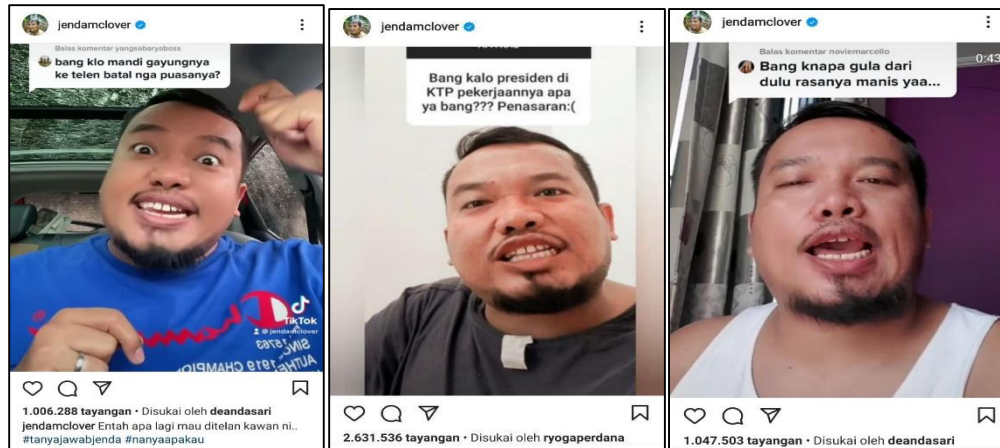 jendamclover
Balas komentar yangsabaryaboss
bang klo mandi gayungnya
ke telen batal nga puasanya?
TikTok
@jendamclover
1919 CHAMPION
1.006.288 tayangan • Disukai oleh deandasari
jendamclover Entah apa lagi mau ditelan kawan ni..
#tanyajawabjenda #nanyaapakau
jendamclover
Bang kalo presiden di
KTP pekerjaannya apa
ya bang??? Penasaran:(
2.631.536 tayangan • Disukai oleh ryogaperdana
jendamclover
Balas komentar noviemarcello
0:43
Bang knapa gula dari
dulu rasanya manis yaa...
1.047.503 tayangan • Disukai oleh deandasari